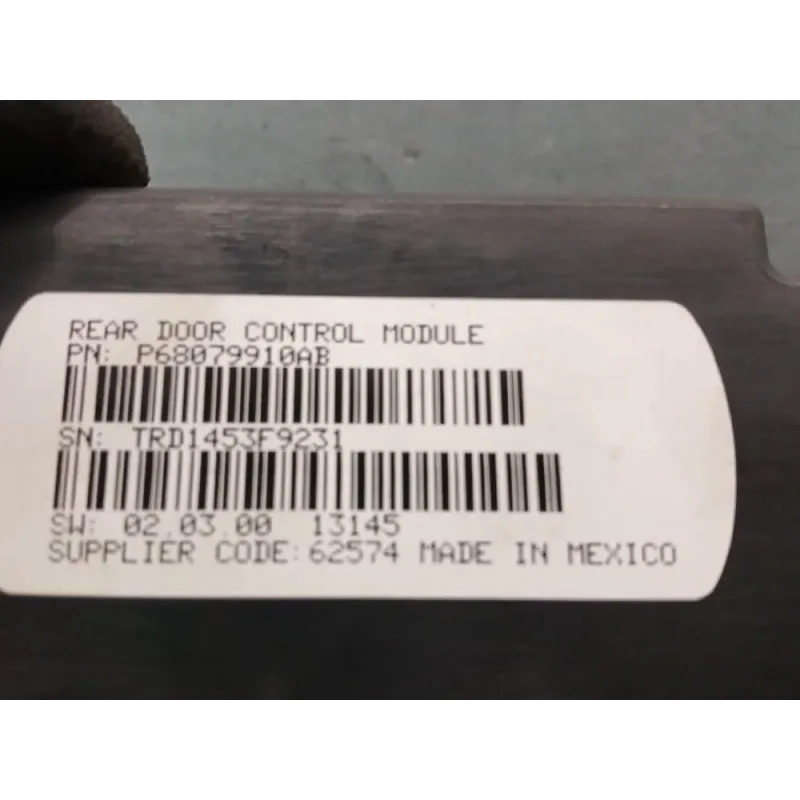 REAR DOOR CONTROL MODULE
PN: P68079910AB
SN: TRD1453F9231
SW: 02.03.00 13145
SUPPLIER CODE:62574 MADE IN MEXICO